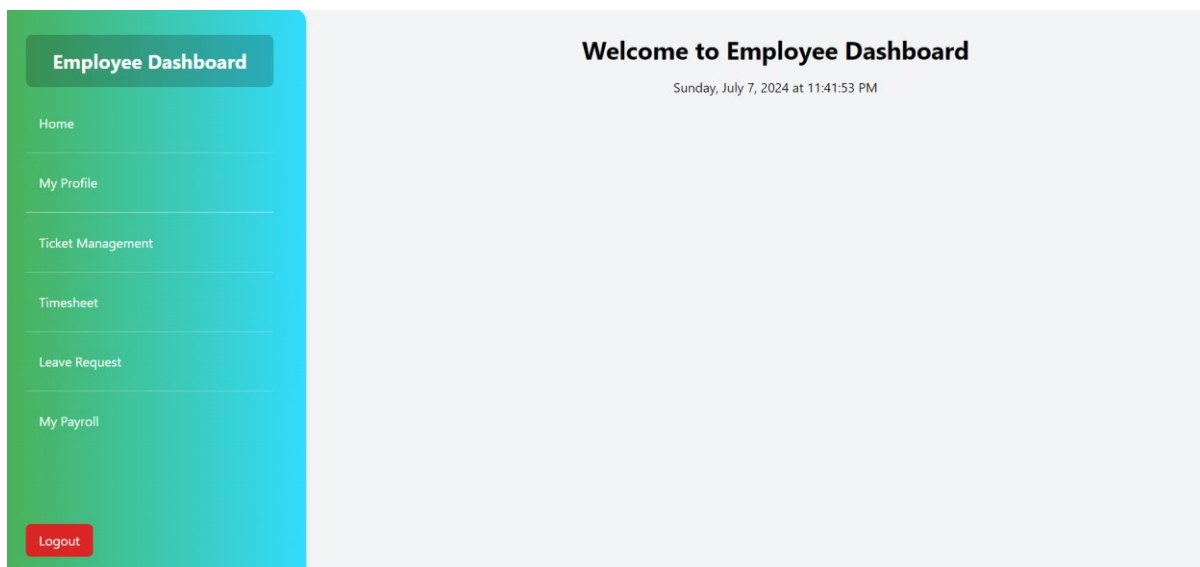 Employee Dashboard
Home
My Profile
Ticket Management
Timesheet
Leave Request
My Payroll
Logout
Welcome to Employee Dashboard
Sunday, July 7, 2024 at 11:41:53 PM